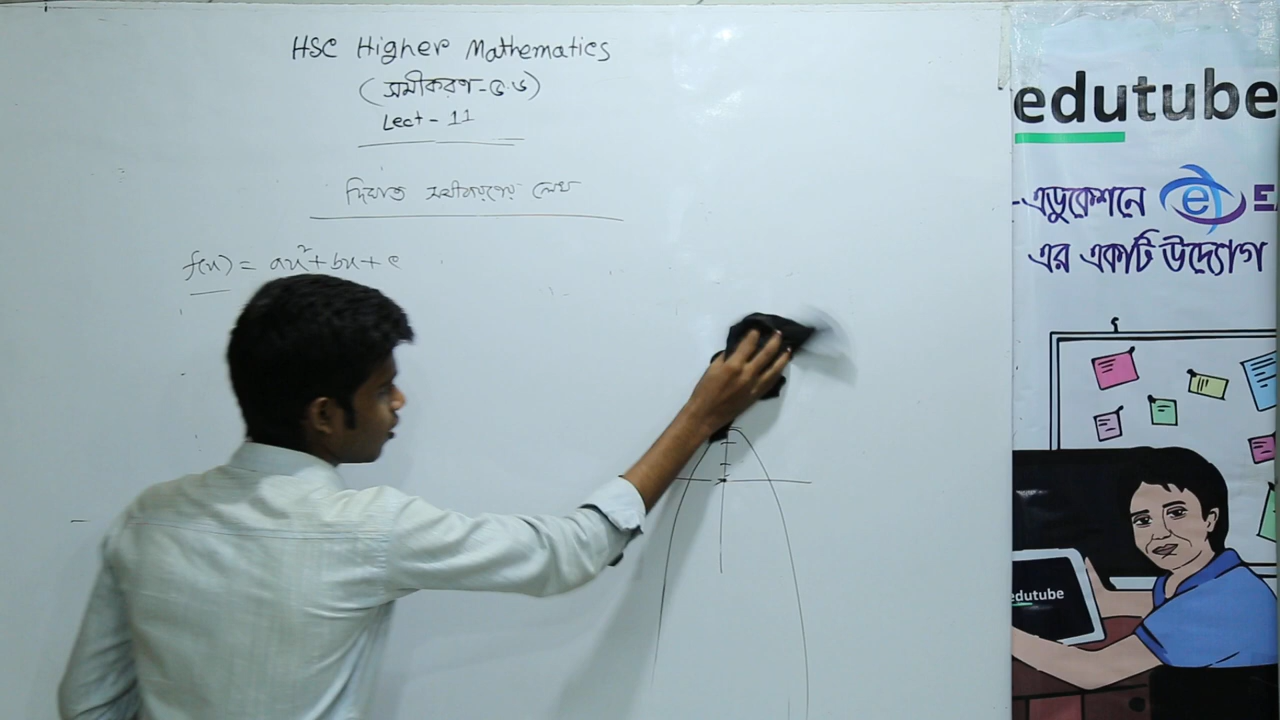 HSC Higher Mathematics
(সমীকরণ-৫.৬)
Lect - 11
দ্বিঘাত সমীকরণের লেখ
f(x) = ax²+bx+c
edutube
-এডুকেশনে
এর একটি উদ্যোগ
edutube